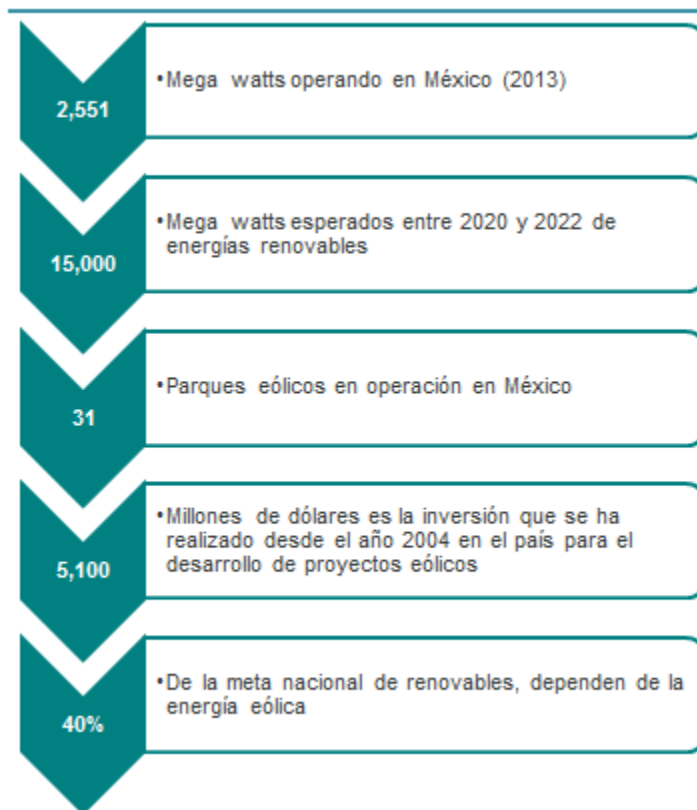 2,551
•Mega watts operando en México (2013)
15,000
•Mega watts esperados entre 2020 y 2022 de
energías renovables
31
•Parques eólicos en operación en México
5,100
•Millones de dólares es la inversión que se ha
realizado desde el año 2004 en el país para el
desarrollo de proyectos eólicos
40%
•De la meta nacional de renovables, dependen de la
energía eólica